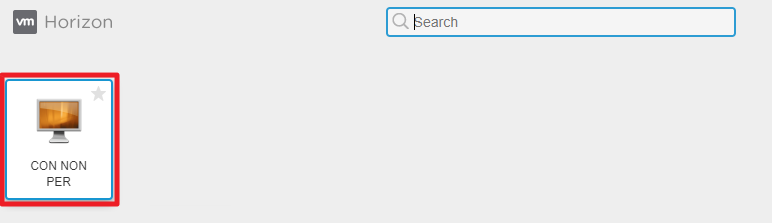 vm Horizon
Search
CON NON
PER